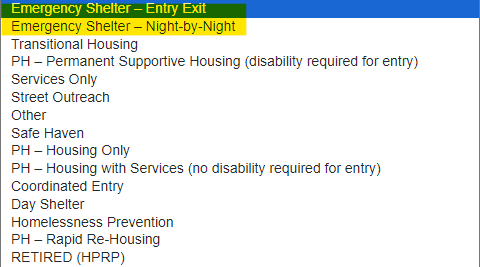 Emergency Shelter – Entry Exit
Emergency Shelter – Night-by-Night
Transitional Housing
PH – Permanent Supportive Housing (disability required for entry)
Services Only
Street Outreach
Other
Safe Haven
PH – Housing Only
PH – Housing with Services (no disability required for entry)
Coordinated Entry
Day Shelter
Homelessness Prevention
PH – Rapid Re-Housing
RETIRED (HPRP)